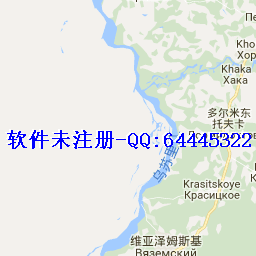 Пе
Kho
Хор
Khaka
Хака
多尔米东
托夫卡
软件未注册-QQ:64445322
乌苏里
Krasitskoye
Красицкое
维亚泽姆斯基
Вяземский